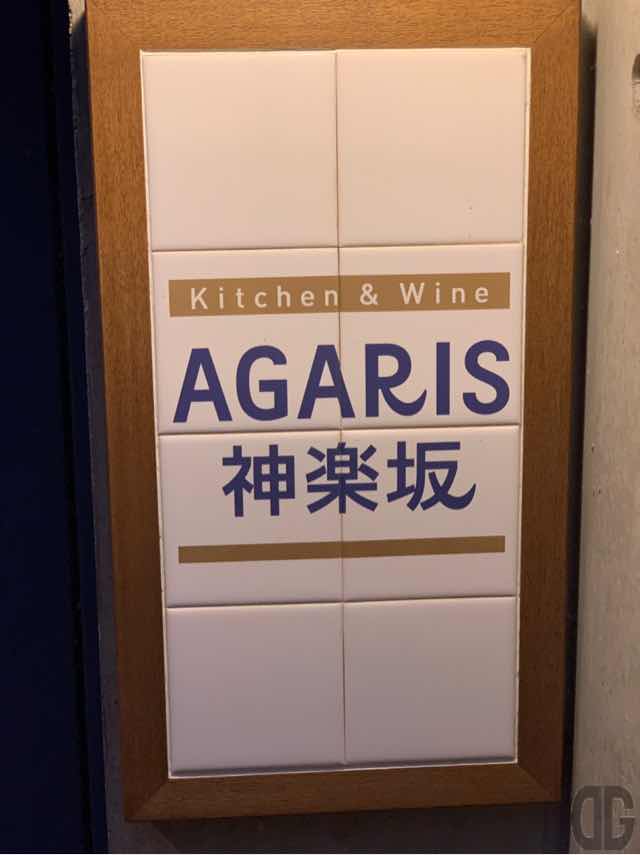 Kitchen & Wine
AGARIS
神楽坂